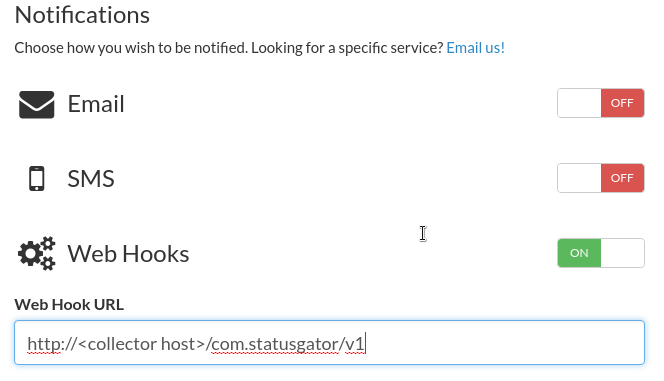 Notifications
Choose how you wish to be notified. Looking for a specific service? Email us!
Email OFF
SMS OFF
Web Hooks ON
Web Hook URL
http://<collector host>/com.statusgator/v1